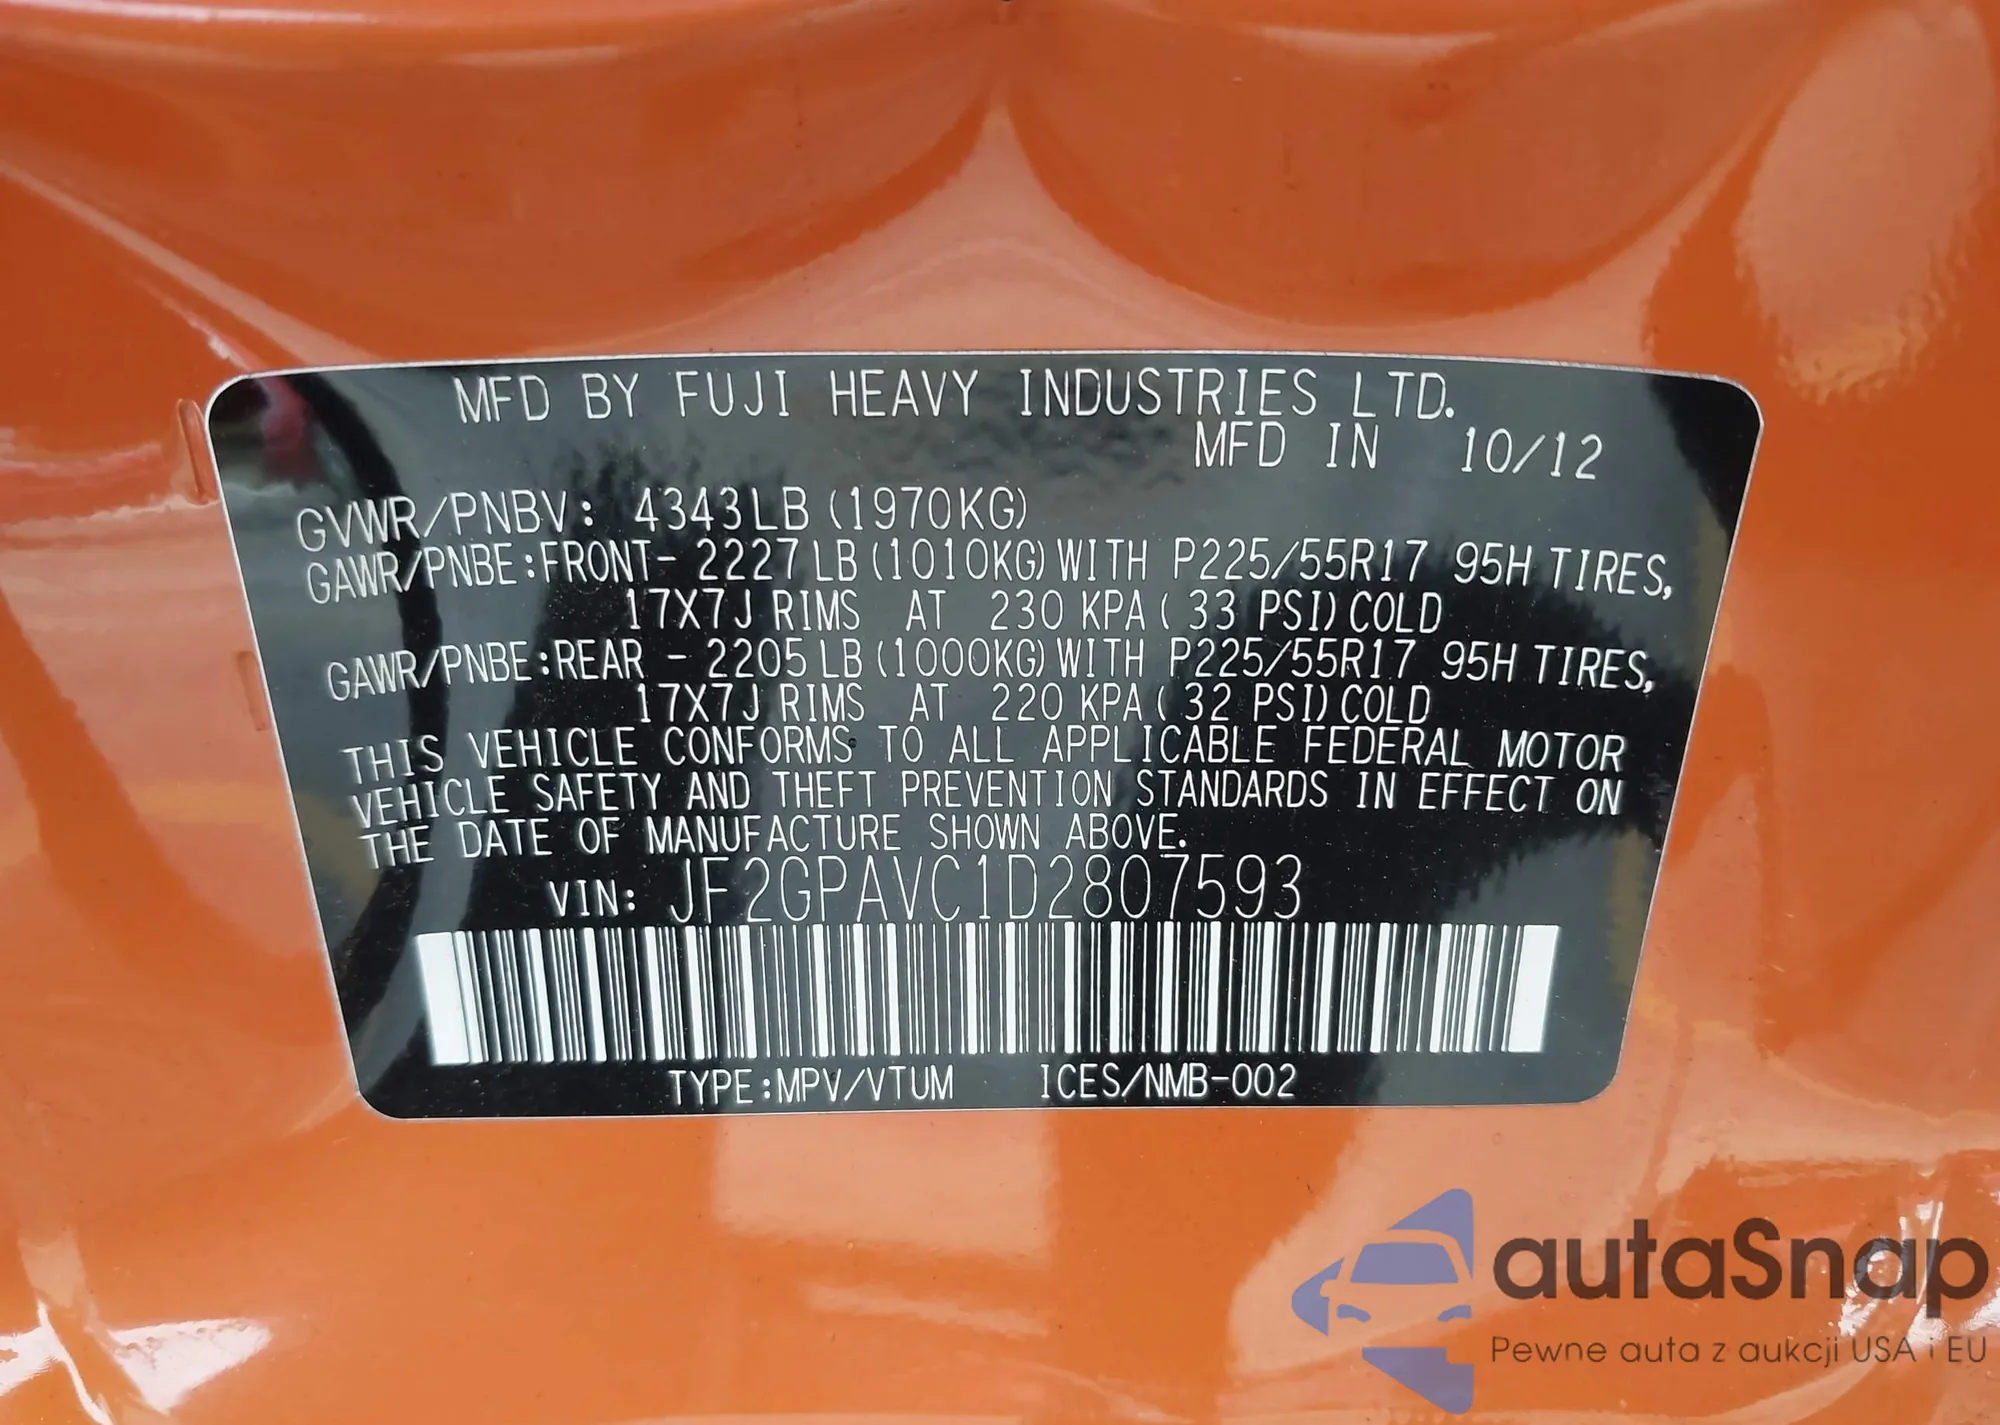 MFD BY FUJI HEAVY INDUSTRIES LTD.
MFD IN 10/12
GVWR/PNBV: 4343LB (1970KG)
GAWR/PNBE:FRONT- 2227LB (1010KG) WITH P225/55R17 95H TIRES,
17X7J RIMS AT 230 KPA ( 33 PSI) COLD
GAWR/PNBE:REAR - 2205LB (1000KG) WITH P225/55R17 95H TIRES,
17X7J RIMS AT 220 KPA ( 32 PSI) COLD
THIS VEHICLE CONFORMS TO ALL APPLICABLE FEDERAL MOTOR
VEHICLE SAFETY AND THEFT PREVENTION STANDARDS IN EFFECT ON
THE DATE OF MANUFACTURE SHOWN ABOVE.
VIN: JF2GPAVC1D2807593
TYPE:MPV/VTUM ICES/NMB-002
autaSnap
Pewne auta z aukcji USA i EU